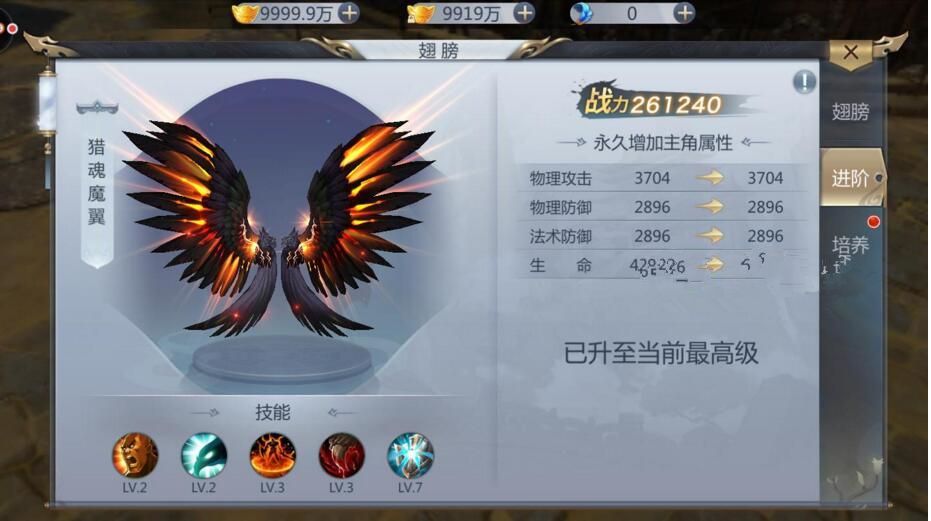 9999.9万
9919万
0
翅膀
猎魂魔翼
战力261240
永久增加主角属性
物理攻击 3704 3704
物理防御 2896 2896
法术防御 2896 2896
生 命
已升至当前最高级
技能
LV.2 LV.2 LV.3 LV.3 LV.7
翅膀
进阶
培养